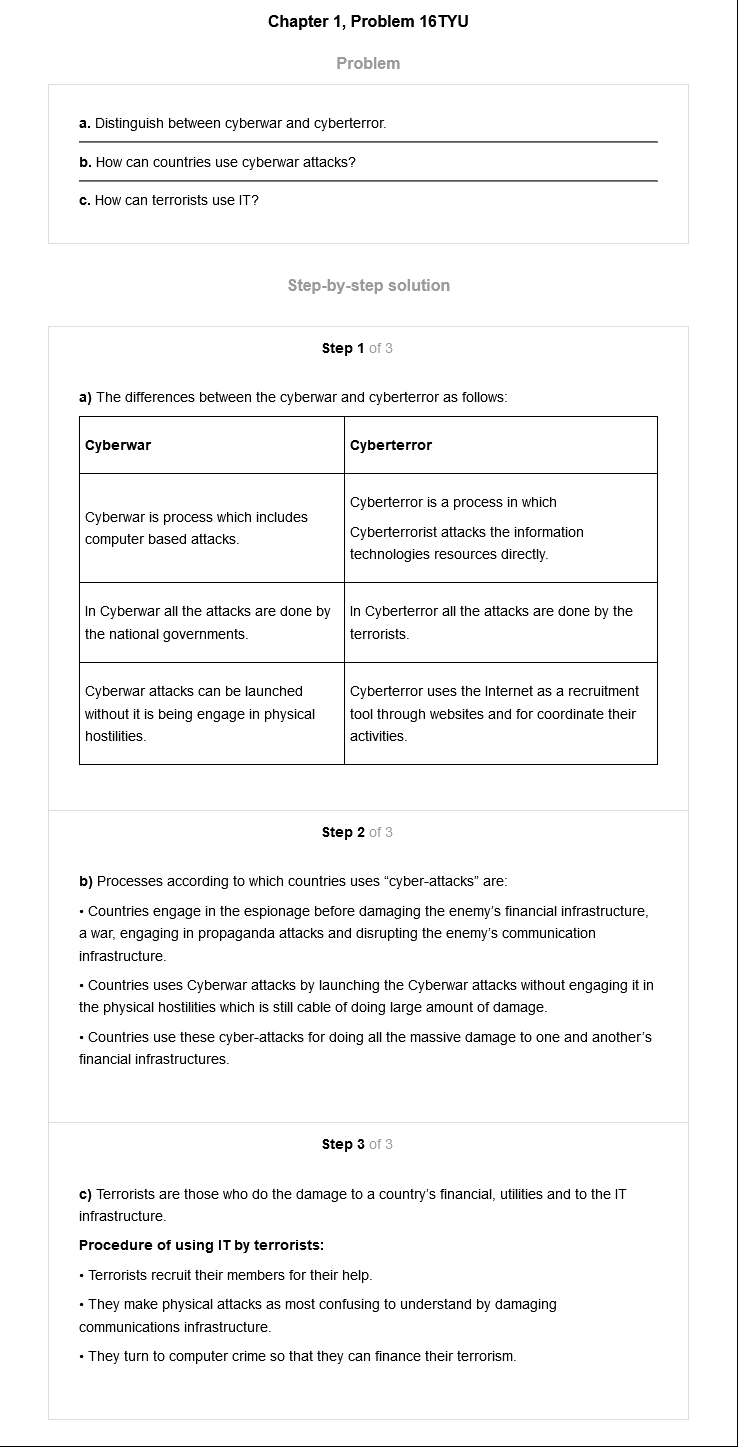 Chapter 1, Problem 16TYU
Problem
a. Distinguish between cyberwar and cyberterror.
b. How can countries use cyberwar attacks?
c. How can terrorists use IT?
Step-by-step solution
Step 1 of 3
a) The differences between the cyberwar and cyberterror as follows:
Cyberwar
Cyberterror
Cyberwar is process which includes
computer based attacks.
Cyberterror is a process in which
Cyberterrorist attacks the information
technologies resources directly.
In Cyberwar all the attacks are done by
the national governments.
In Cyberterror all the attacks are done by the
terrorists.
Cyberwar attacks can be launched
without it is being engage in physical
hostilities.
Cyberterror uses the Internet as a recruitment
tool through websites and for coordinate their
activities.
Step 2 of 3
b) Processes according to which countries uses “cyber-attacks” are:
• Countries engage in the espionage before damaging the enemy’s financial infrastructure,
a war, engaging in propaganda attacks and disrupting the enemy’s communication
infrastructure.
• Countries uses Cyberwar attacks by launching the Cyberwar attacks without engaging it in
the physical hostilities which is still cable of doing large amount of damage.
• Countries use these cyber-attacks for doing all the massive damage to one and another’s
financial infrastructures.
Step 3 of 3
c) Terrorists are those who do the damage to a country’s financial, utilities and to the IT
infrastructure.
Procedure of using IT by terrorists:
• Terrorists recruit their members for their help.
• They make physical attacks as most confusing to understand by damaging
communications infrastructure.
• They turn to computer crime so that they can finance their terrorism.